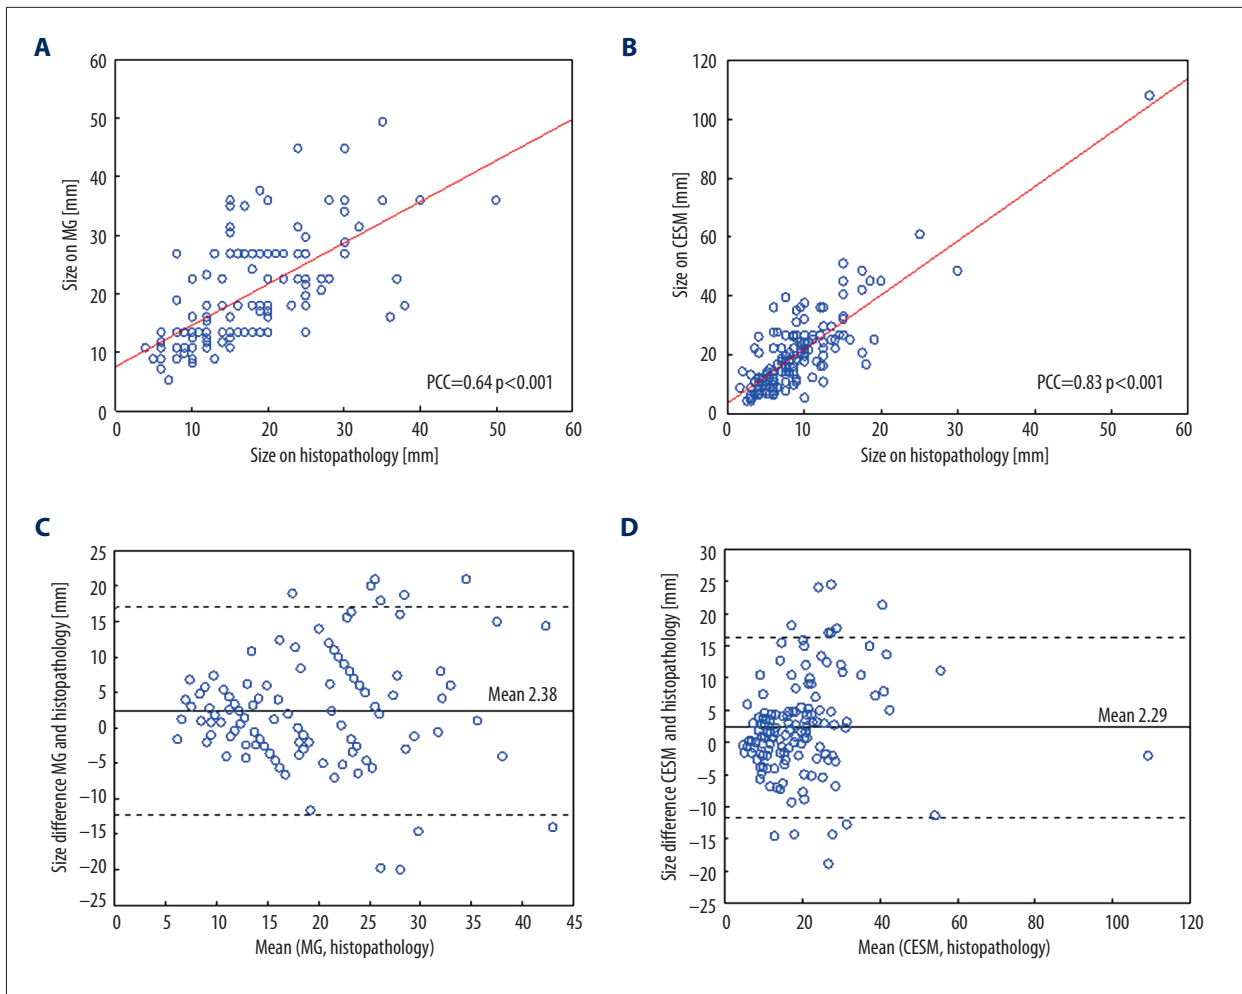 A
60
50
40
30
20
10
0
Size on MG [mm]
PCC=0.64 p<0.001
0 10 20 30 40 50 60
Size on histopathology [mm]
B
120
100
80
60
40
20
0
Size on CESM [mm]
PCC=0.83 p<0.001
0 10 20 30 40 50 60
Size on histopathology [mm]
C
25
20
15
10
5
0
−5
−10
−15
−20
−25
Size difference MG and histopathology [mm]
Mean 2.38
0 5 10 15 20 25 30 35 40 45
Mean (MG, histopathology)
D
30
25
20
15
10
5
0
−5
−10
−15
−20
−25
Size difference CESM and histopathology [mm]
Mean 2.29
0 20 40 60 80 100 120
Mean (CESM, histopathology)